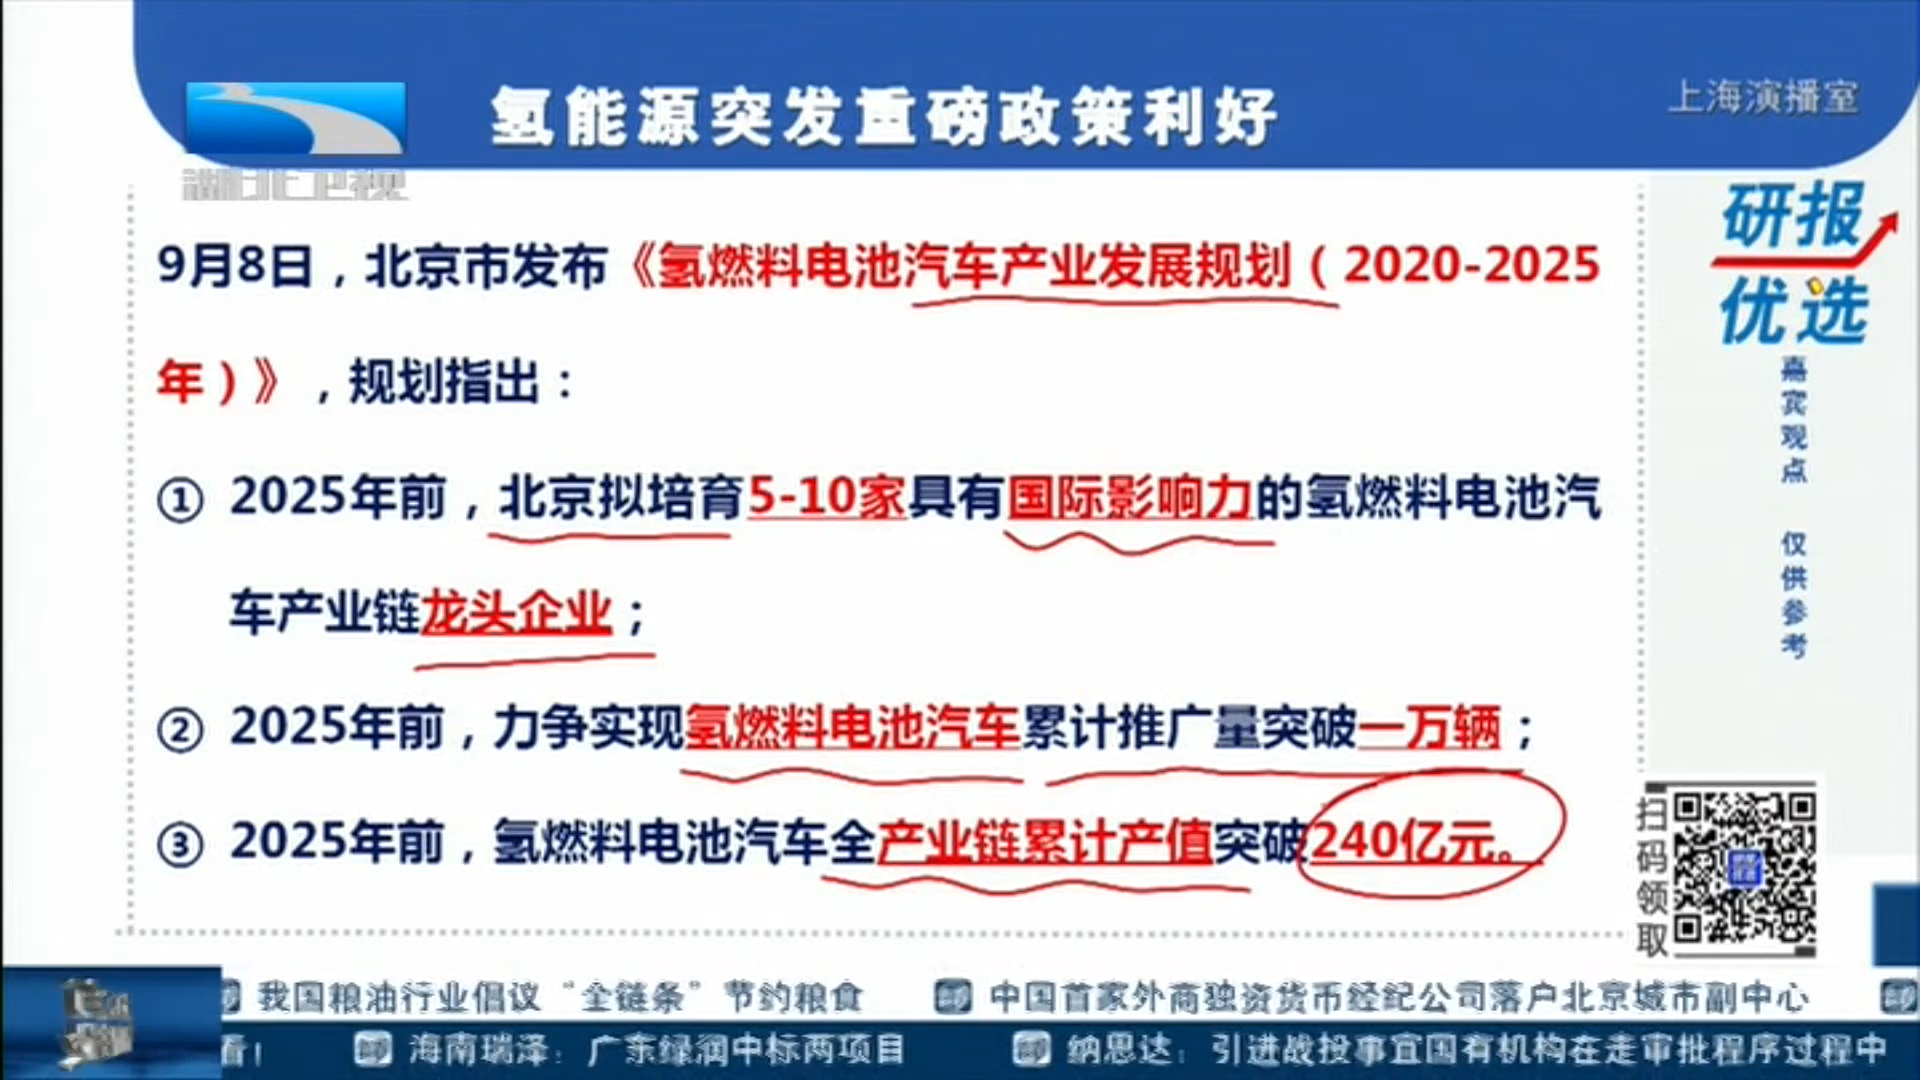 氢能源突发重磅政策利好
上海演播室
湖北卫视
研报
优选
嘉宾观点 仅供参考
9月8日，北京市发布《氢燃料电池汽车产业发展规划（2020-2025
年）》，规划指出：
① 2025年前，北京拟培育5-10家具有国际影响力的氢燃料电池汽
车产业链龙头企业；
② 2025年前，力争实现氢燃料电池汽车累计推广量突破一万辆；
③ 2025年前，氢燃料电池汽车全产业链累计产值突破240亿元。
扫码领取
我国粮油行业倡议“全链条”节约粮食
中国首家外商独资货币经纪公司落户北京城市副中心
海南瑞泽：广东绿润中标两项目
纳思达：引进战投事宜国有机构在走审批程序过程中